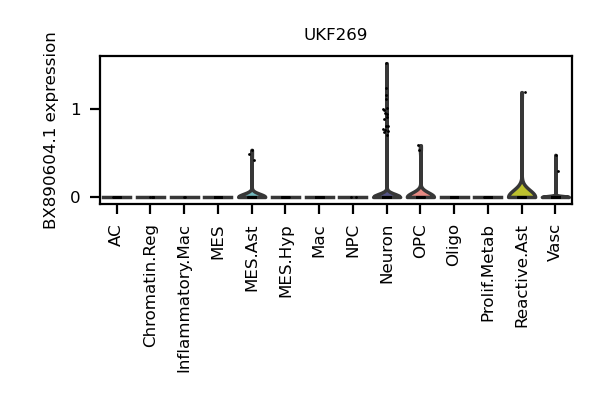 UKF269
BX890604.1 expression
1
0
AC
Chromatin.Reg
Inflammatory.Mac
MES
MES.Ast
MES.Hyp
Mac
NPC
Neuron
OPC
Oligo
Prolif.Metab
Reactive.Ast
Vasc